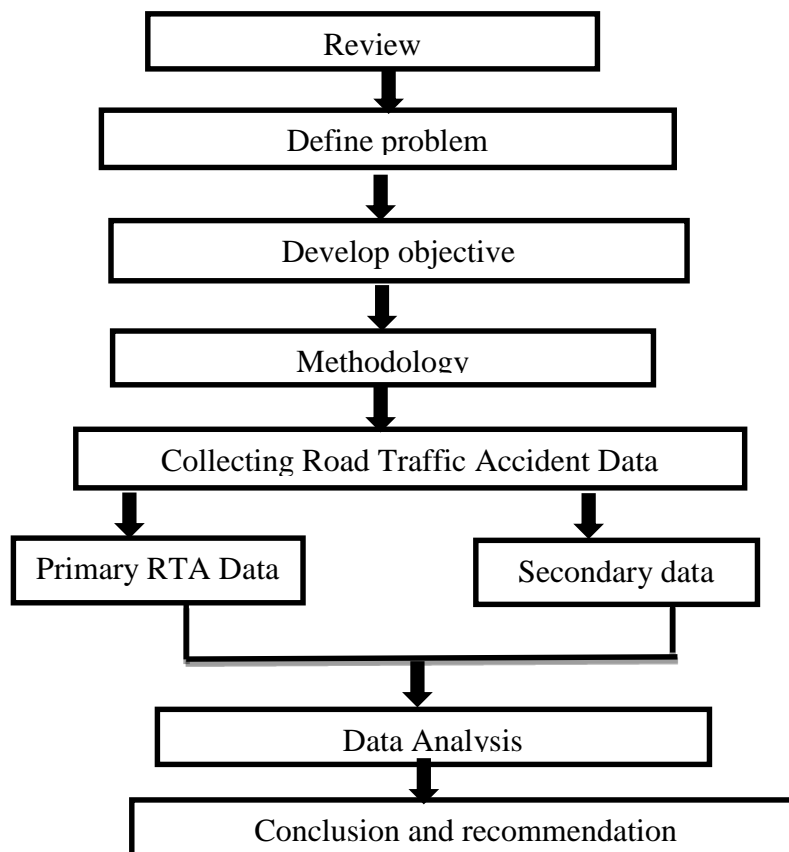 Review
Define problem
Develop objective
Methodology
Collecting Road Traffic Accident Data
Primary RTA Data
Secondary data
Data Analysis
Conclusion and recommendation